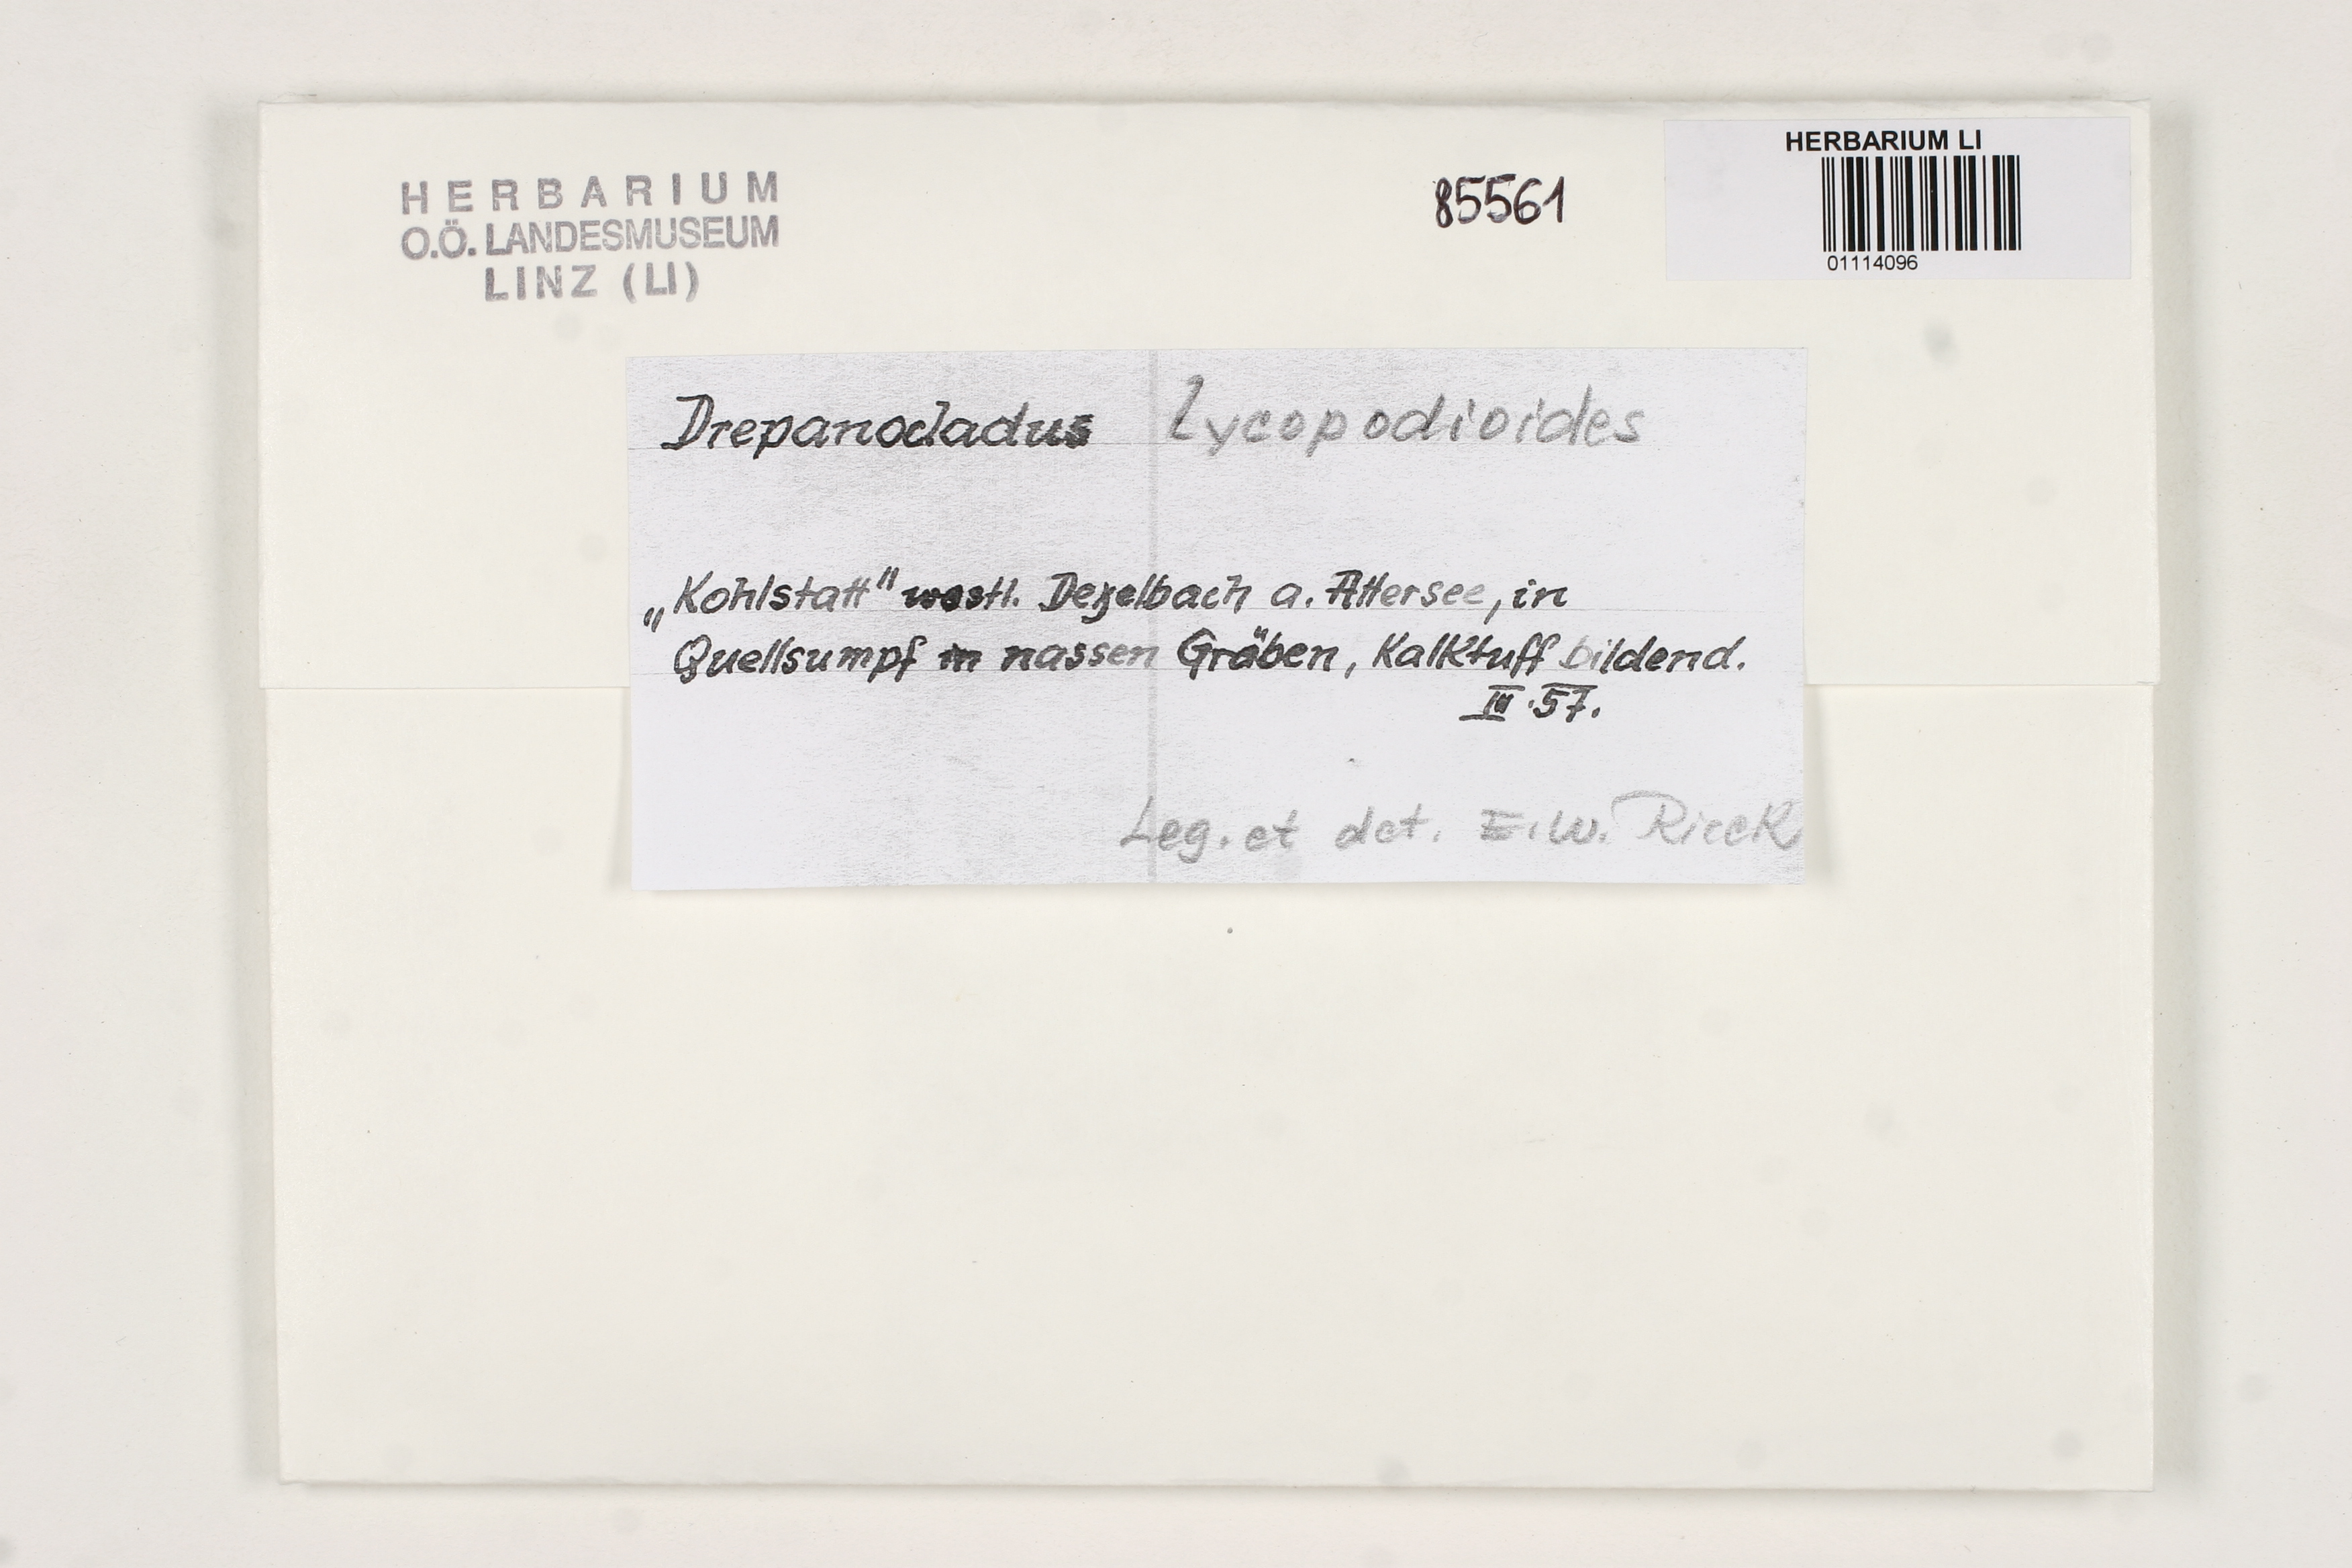 HERBARIUM
O.Ö. LANDESMUSEUM
LINZ (LI)
85561
HERBARIUM LI
01114096
Drepanocladus lycopodioides
„Kohlstatt" westl. Dexelbach a. Attersee, in
Quellsumpf in nassen Gräben, Kalktuff bildend.
57.
Leg. et det. E.W. Ricek